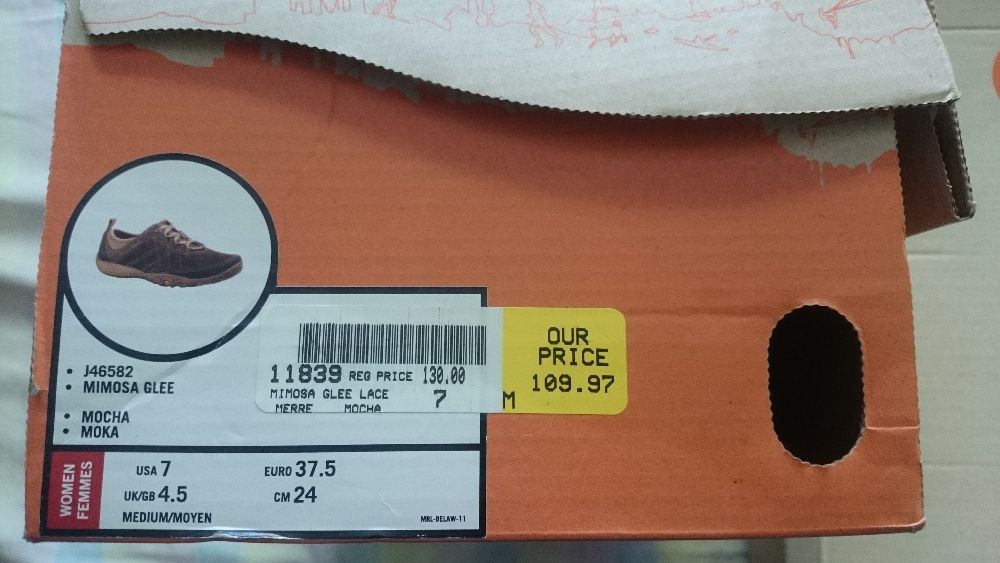 J46582
MIMOSA GLEE
MOCHA
MOKA
11839 REG PRICE 130.00
MIMOSA GLEE LACE 7 M
MERRE MOCHA
OUR
PRICE
109.97
WOMEN
FEMMES
USA 7
EURO 37.5
UK/GB 4.5
CM 24
MEDIUM/MOYEN
MRL-BELAW-11